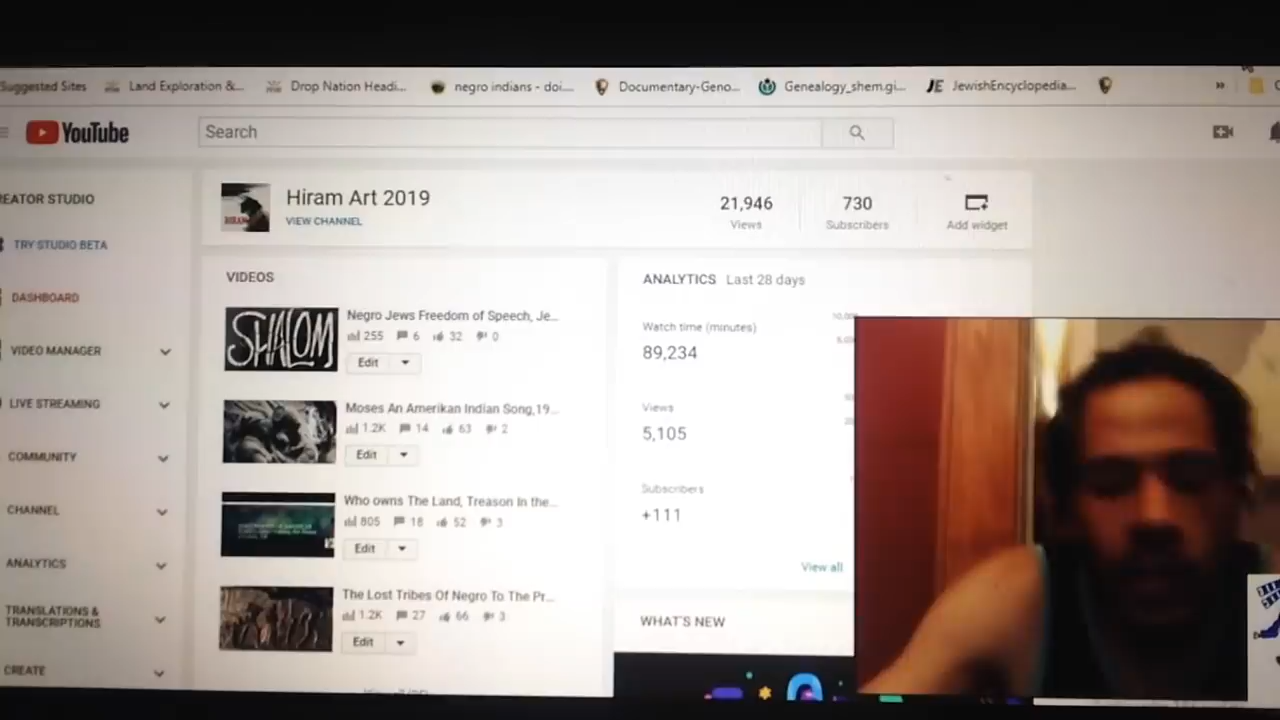 Suggested Sites Land Exploration &... Drop Nation Headi... negro indians - doi.... Documentary-Geno... Genealogy_shem.gi... JE JewishEncyclopedia... »
YouTube Search
REATOR STUDIO
TRY STUDIO BETA
DASHBOARD
VIDEO MANAGER
LIVE STREAMING
COMMUNITY
CHANNEL
ANALYTICS
TRANSLATIONS &
TRANSCRIPTIONS
CREATE
HIRAM
Hiram Art 2019
VIEW CHANNEL
21,946
Views
730
Subscribers
Add widget
VIDEOS
SHALOM
Negro Jews Freedom of Speech, Je...
255 6 32 0
Edit
Moses An Amerikan Indian Song,19...
1.2K 14 63 2
Edit
Who owns The Land, Treason In the...
805 18 52 3
Edit
The Lost Tribes Of Negro To The Pr...
1.2K 27 66 3
Edit
ANALYTICS Last 28 days
Watch time (minutes)
89,234
Views
5,105
Subscribers
+111
View all
WHAT'S NEW